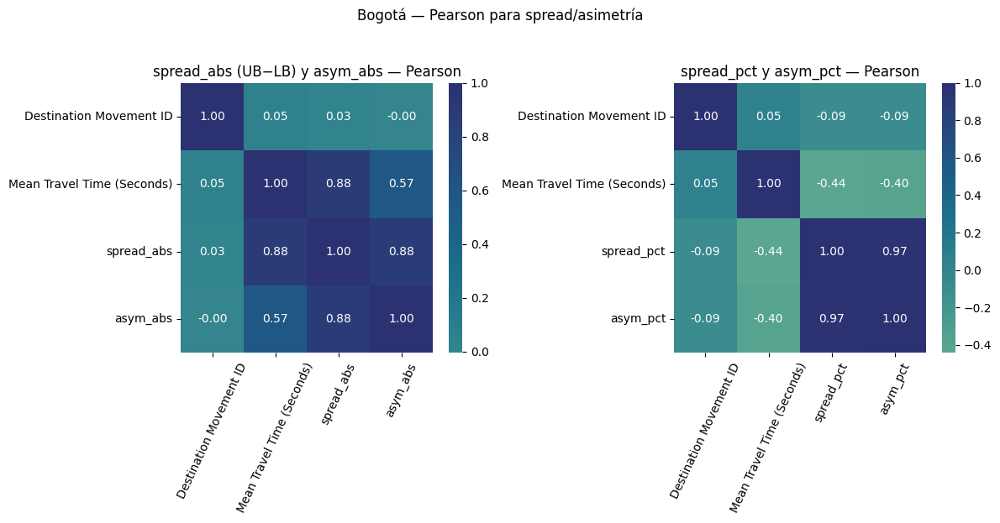 Bogotá — Pearson para spread/asimetría
spread_abs (UB−LB) y asym_abs — Pearson
Destination Movement ID
Mean Travel Time (Seconds)
spread_abs
asym_abs
1.00 0.05 0.03 -0.00
0.05 1.00 0.88 0.57
0.03 0.88 1.00 0.88
-0.00 0.57 0.88 1.00
Destination Movement ID
Mean Travel Time (Seconds)
spread_abs
asym_abs
1.0
0.8
0.6
0.4
0.2
0.0
spread_pct y asym_pct — Pearson
Destination Movement ID
Mean Travel Time (Seconds)
spread_pct
asym_pct
1.00 0.05 -0.09 -0.09
0.05 1.00 -0.44 -0.40
-0.09 -0.44 1.00 0.97
-0.09 -0.40 0.97 1.00
Destination Movement ID
Mean Travel Time (Seconds)
spread_pct
asym_pct
1.0
0.8
0.6
0.4
0.2
0.0
−0.2
−0.4